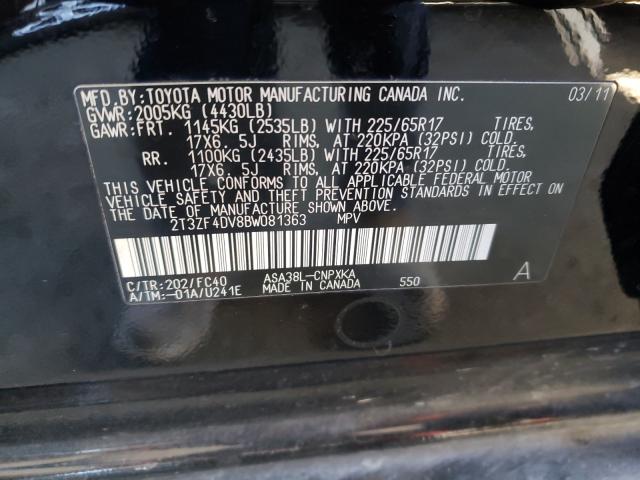 MFD.BY:TOYOTA MOTOR MANUFACTURING CANADA INC. 03/11
GVWR:2005KG (4430LB)
GAWR:FRT. 1145KG (2535LB) WITH 225/65R17 TIRES,
17X6.5J RIMS, AT 220KPA (32PSI) COLD.
RR. 1100KG (2435LB) WITH 225/65R17 TIRES,
17X6.5J RIMS, AT 220KPA (32PSI) COLD.
THIS VEHICLE CONFORMS TO ALL APPLICABLE FEDERAL MOTOR
VEHICLE SAFETY AND THEFT PREVENTION STANDARDS IN EFFECT ON
THE DATE OF MANUFACTURE SHOWN ABOVE.
2T3ZF4DV8BW081363 MPV
C/TR:202/FC40 ASA38L-CNPXKA A
A/TM:-01A/U241E MADE IN CANADA 550